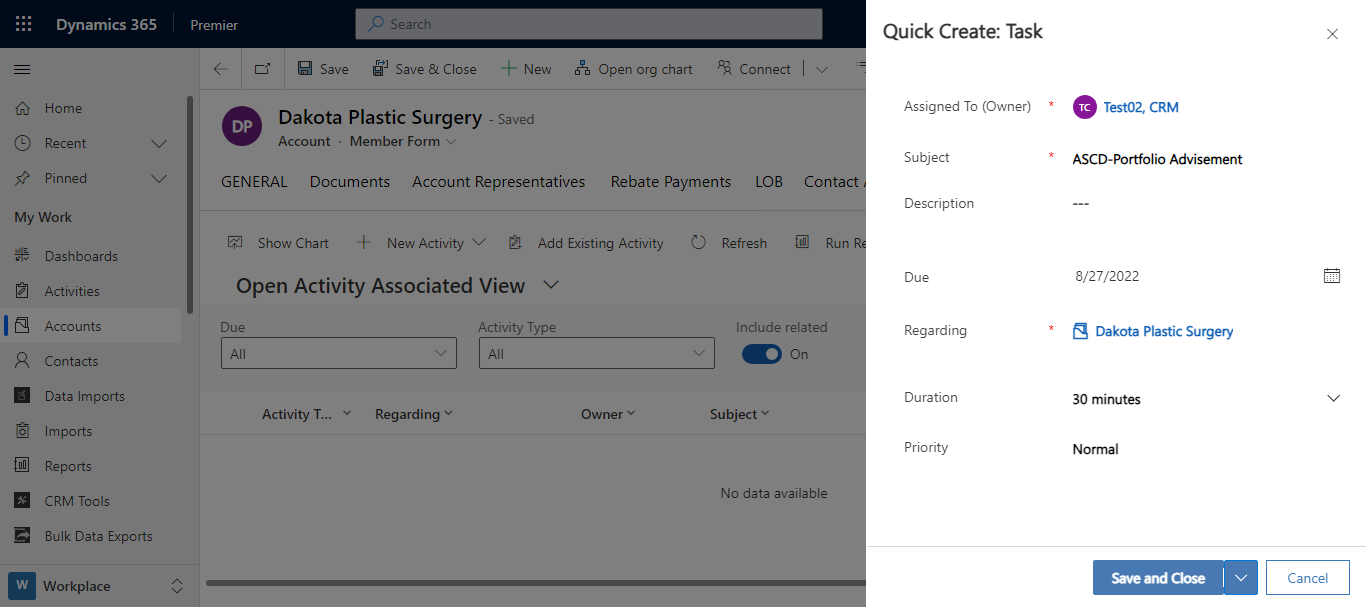 Dynamics 365 Premier Search
Home
Recent
Pinned
My Work
Dashboards
Activities
Accounts
Contacts
Data Imports
Imports
Reports
CRM Tools
Bulk Data Exports
W Workplace
Save Save & Close New Open org chart Connect
DP Dakota Plastic Surgery - Saved
Account · Member Form
GENERAL Documents Account Representatives Rebate Payments LOB Contact
Show Chart New Activity Add Existing Activity Refresh Run Re
Open Activity Associated View
Due Activity Type Include related
All All On
Activity T... Regarding Owner Subject
No data available
Quick Create: Task
Assigned To (Owner) * TC Test02, CRM
Subject * ASCD-Portfolio Advisement
Description ---
Due 8/27/2022
Regarding * Dakota Plastic Surgery
Duration 30 minutes
Priority Normal
Save and Close Cancel